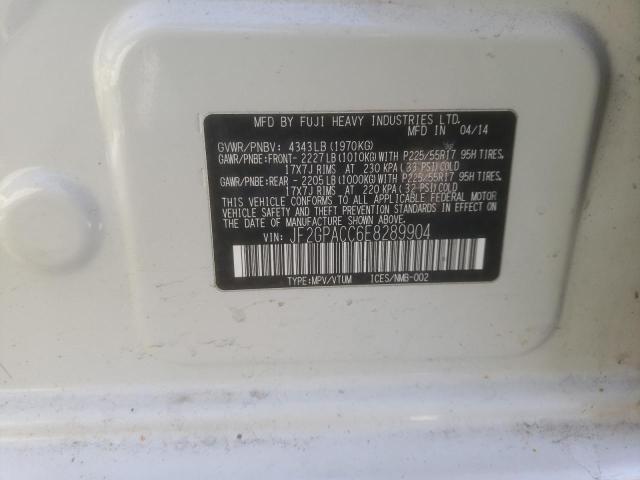 MFD BY FUJI HEAVY INDUSTRIES LTD.
MFD IN 04/14
GVWR/PNBV: 4343LB(1970KG)
GAWR/PNBE:FRONT- 2227LB(1010KG)WITH P225/55R17 95H TIRES.
17X7J RIMS AT 230 KPA(33 PSI)COLD
GAWR/PNBE:REAR - 2205LB(1000KG)WITH P225/55R17 95H TIRES.
17X7J RIMS AT 220 KPA(32 PSI)COLD
THIS VEHICLE CONFORMS TO ALL APPLICABLE FEDERAL MOTOR
VEHICLE SAFETY AND THEFT PREVENTION STANDARDS IN EFFECT ON
THE DATE OF MANUFACTURE SHOWN ABOVE.
VIN: JF2GPACC6E8289904
TYPE:MPV/VTUM ICES/NMB-002